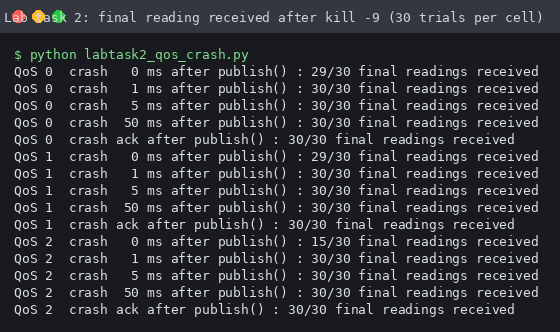 Lab task 2: final reading received after kill -9 (30 trials per cell)
$ python labtask2_qos_crash.py
QoS 0  crash   0 ms after publish() : 29/30 final readings received
QoS 0  crash   1 ms after publish() : 30/30 final readings received
QoS 0  crash   5 ms after publish() : 30/30 final readings received
QoS 0  crash  50 ms after publish() : 30/30 final readings received
QoS 0  crash ack after publish() : 30/30 final readings received
QoS 1  crash   0 ms after publish() : 29/30 final readings received
QoS 1  crash   1 ms after publish() : 30/30 final readings received
QoS 1  crash   5 ms after publish() : 30/30 final readings received
QoS 1  crash  50 ms after publish() : 30/30 final readings received
QoS 1  crash ack after publish() : 30/30 final readings received
QoS 2  crash   0 ms after publish() : 15/30 final readings received
QoS 2  crash   1 ms after publish() : 30/30 final readings received
QoS 2  crash   5 ms after publish() : 30/30 final readings received
QoS 2  crash  50 ms after publish() : 30/30 final readings received
QoS 2  crash ack after publish() : 30/30 final readings received